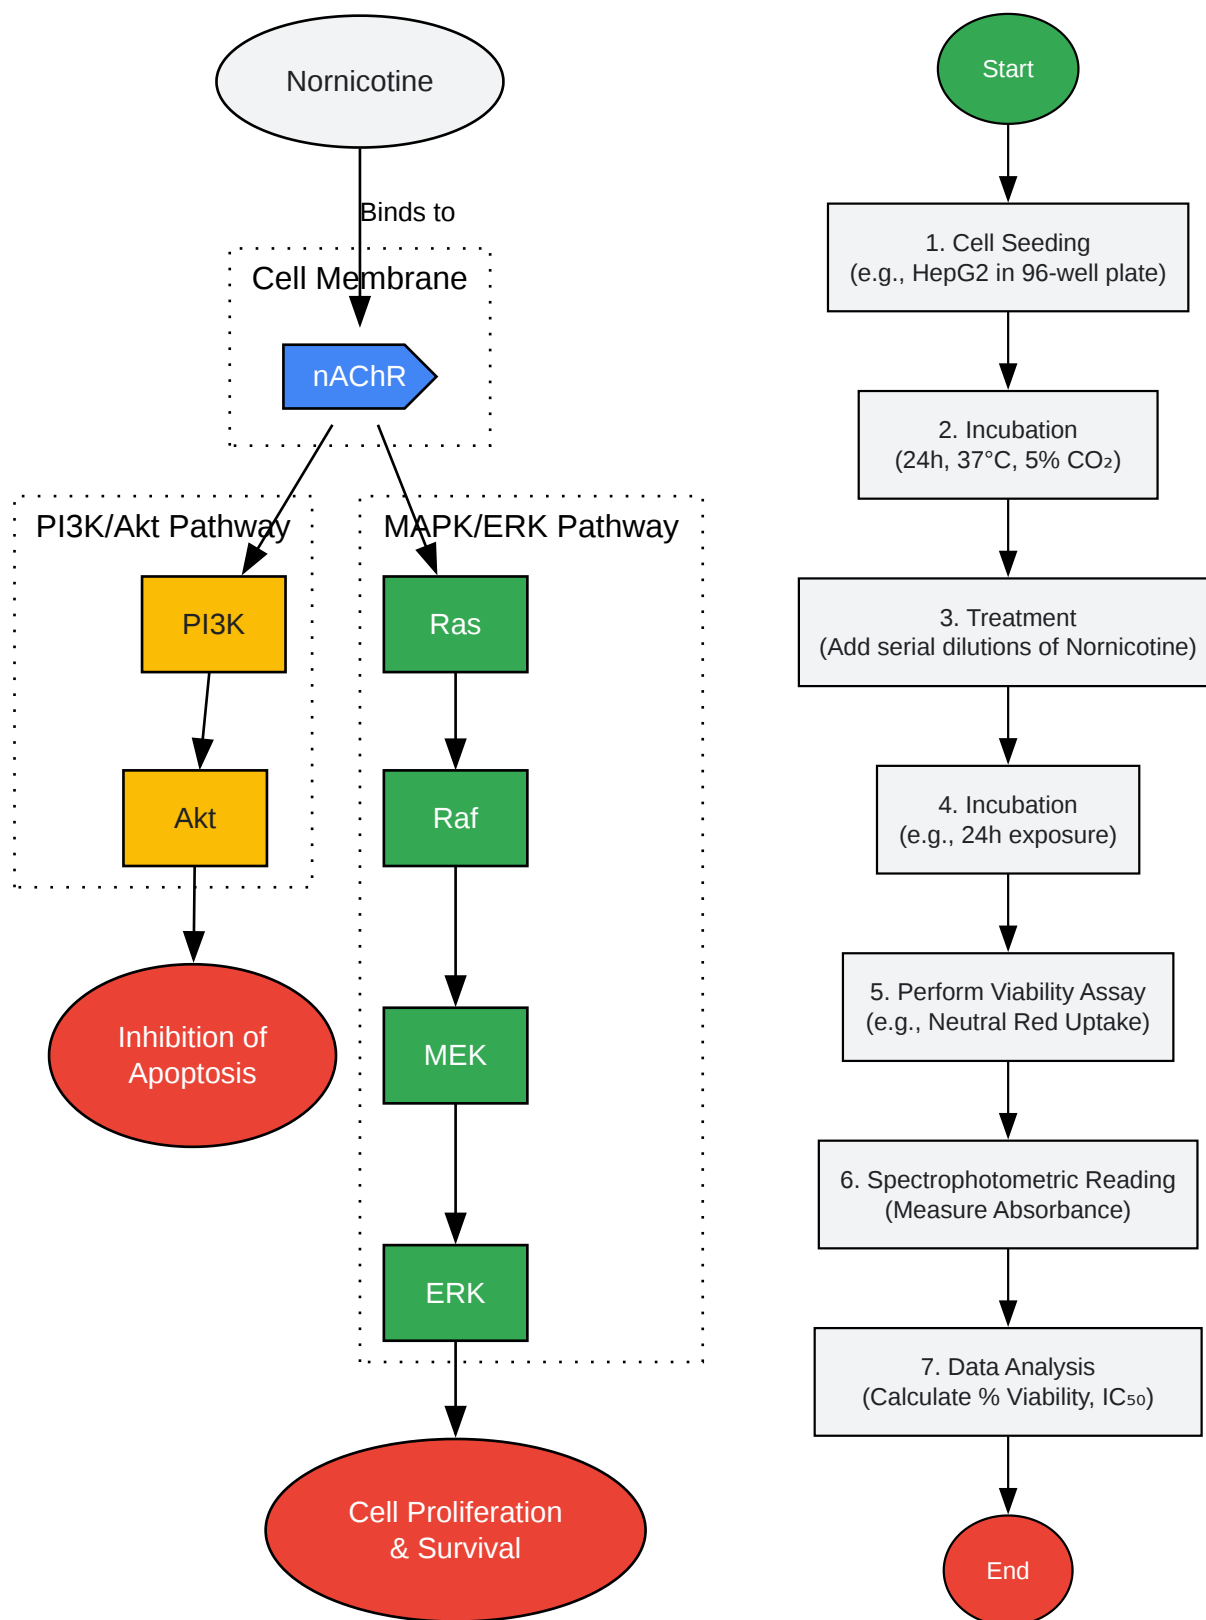 Nornicotine
Binds to
Cell Membrane
nAChR
PI3K/Akt Pathway
MAPK/ERK Pathway
PI3K
Ras
Akt
Raf
Inhibition of
Apoptosis
MEK
ERK
Cell Proliferation
& Survival
Start
1. Cell Seeding
(e.g., HepG2 in 96-well plate)
2. Incubation
(24h, 37°C, 5% CO₂)
3. Treatment
(Add serial dilutions of Nornicotine)
4. Incubation
(e.g., 24h exposure)
5. Perform Viability Assay
(e.g., Neutral Red Uptake)
6. Spectrophotometric Reading
(Measure Absorbance)
7. Data Analysis
(Calculate % Viability, IC₅₀)
End